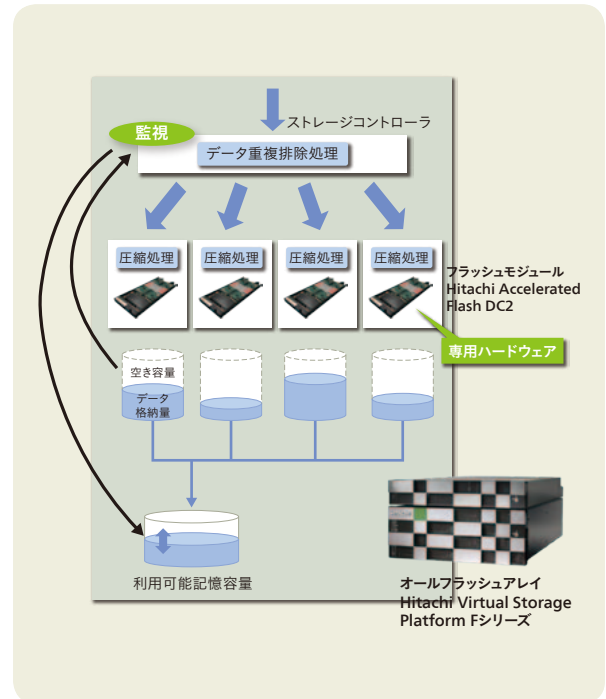 ストレージコントローラ
監視
データ重複排除処理
圧縮処理
圧縮処理
圧縮処理
圧縮処理
フラッシュモジュール
Hitachi Accelerated
Flash DC2
専用ハードウェア
空き容量
データ
格納量
利用可能記憶容量
オールフラッシュアレイ
Hitachi Virtual Storage
Platform Fシリーズ